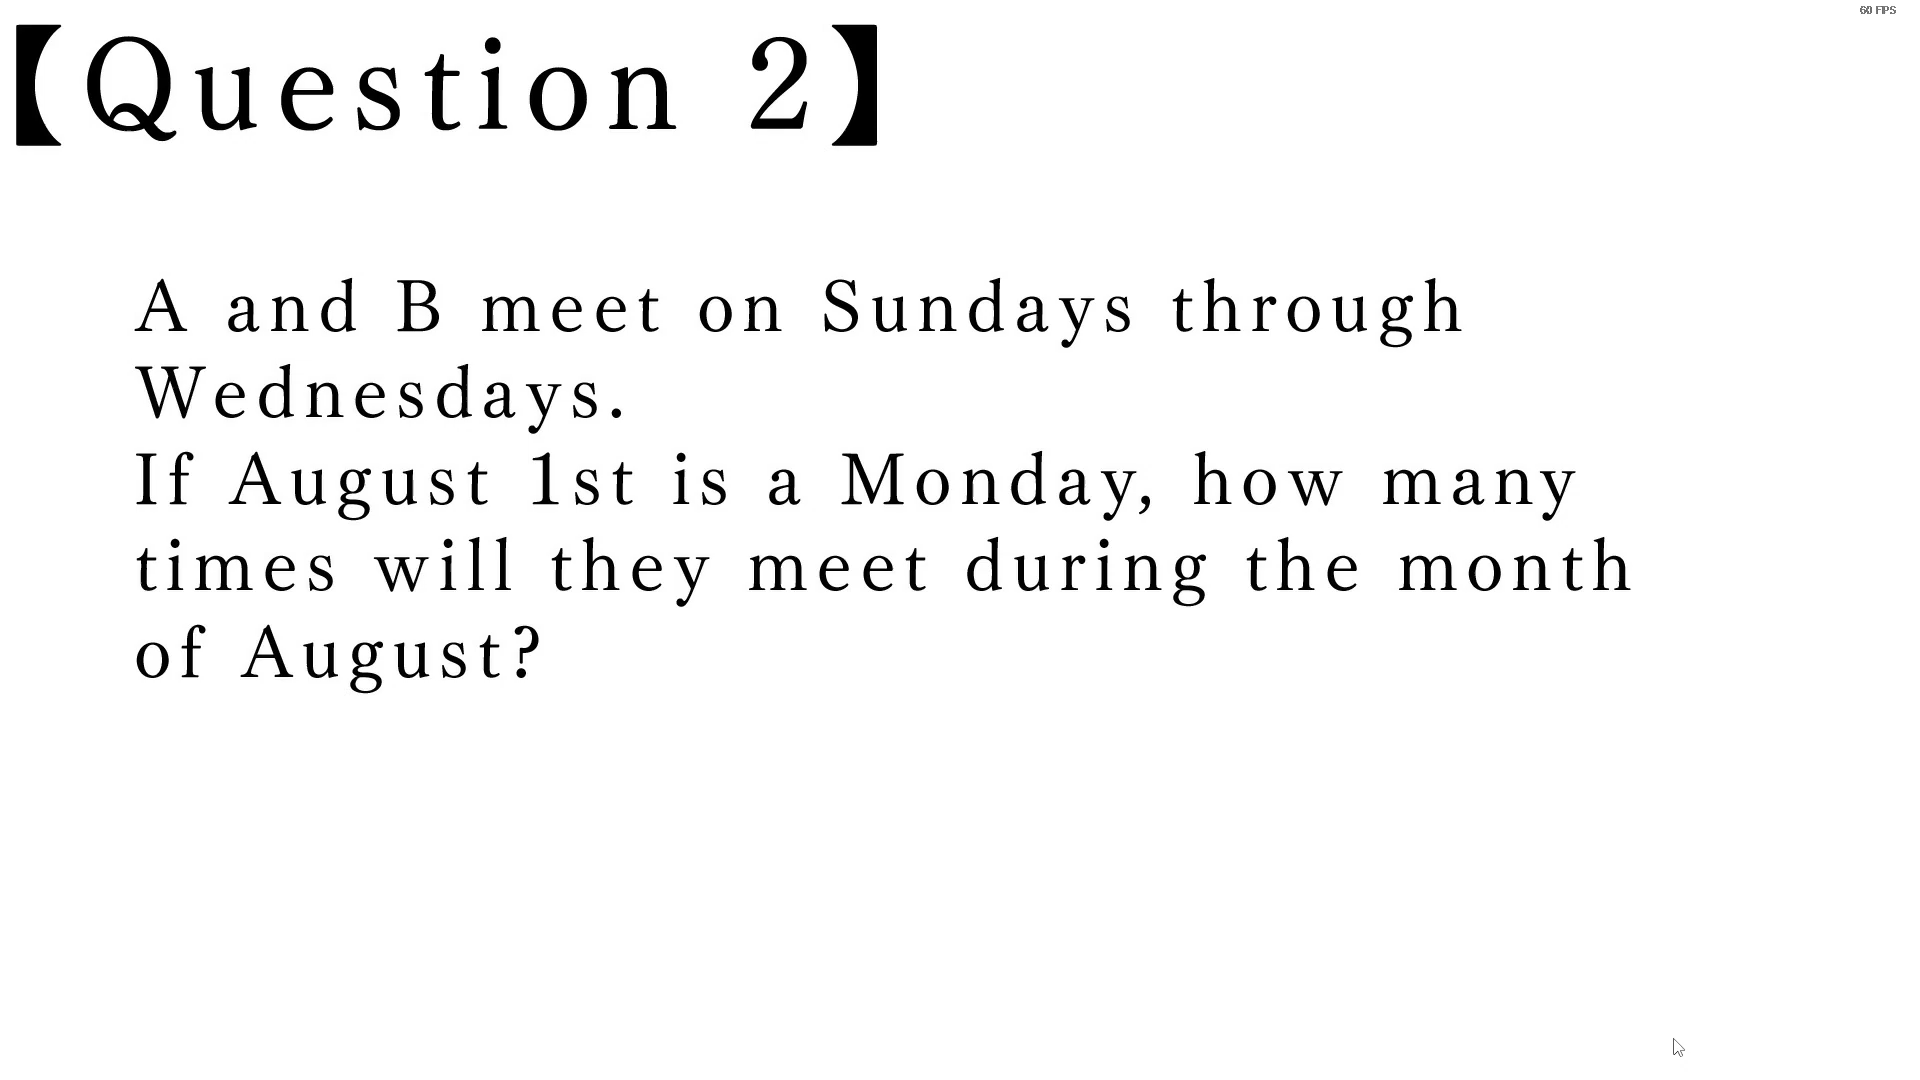 60 FPS
【Question 2】
A and B meet on Sundays through
Wednesdays.
If August 1st is a Monday, how many
times will they meet during the month
of August?